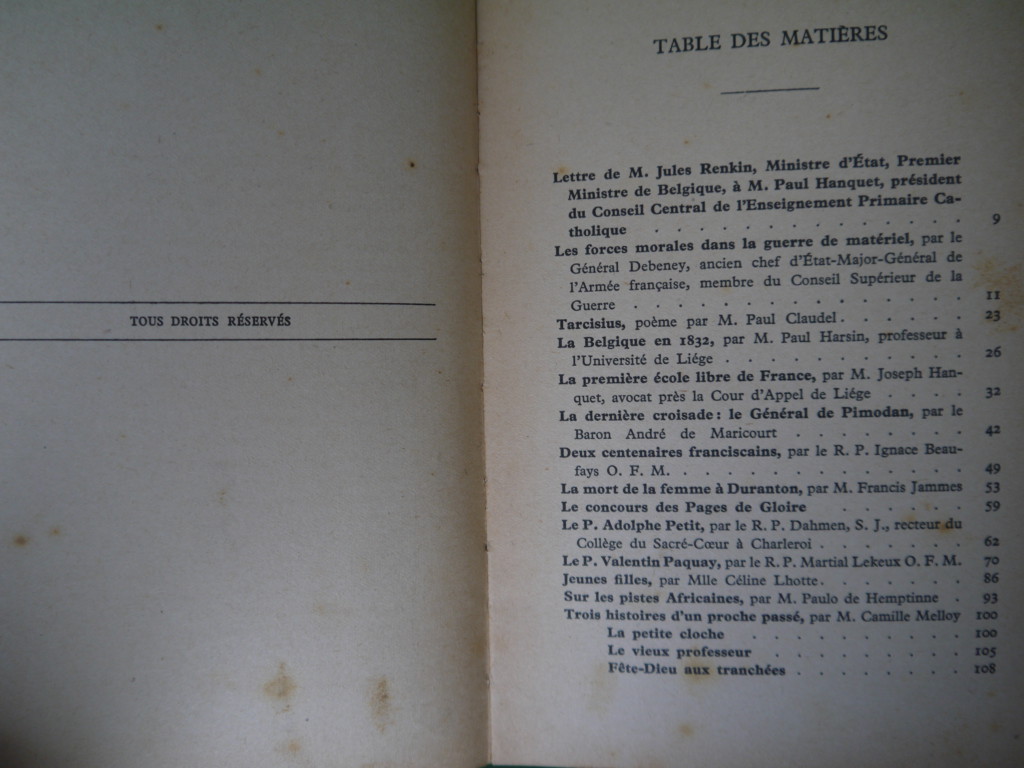 TOUS DROITS RÉSERVÉS
TABLE DES MATIÈRES
Lettre de M. Jules Renkin, Ministre d'État, Premier
Ministre de Belgique, à M. Paul Hanquet, président
du Conseil Central de l'Enseignement Primaire Ca-
tholique . . . . . . . . . . . . . 9
Les forces morales dans la guerre de matériel, par le
Général Debeney, ancien chef d'État-Major-Général de
l'Armée française, membre du Conseil Supérieur de la
Guerre . . . . . . . . . . . . . . 11
Tarcisius, poème par M. Paul Claudel . . . . . . 23
La Belgique en 1832, par M. Paul Harsin, professeur à
l'Université de Liége . . . . . . . . . . . 26
La première école libre de France, par M. Joseph Han-
quet, avocat près la Cour d'Appel de Liége . . . . 32
La dernière croisade : le Général de Pimodan, par le
Baron André de Maricourt . . . . . . . . 42
Deux centenaires franciscains, par le R. P. Ignace Beau-
fays O. F. M. . . . . . . . . . . . . . 49
La mort de la femme à Duranton, par M. Francis Jammes 53
Le concours des Pages de Gloire . . . . . . . 59
Le P. Adolphe Petit, par le R. P. Dahmen, S. J., recteur du
Collège du Sacré-Cœur à Charleroi . . . . . . . 62
Le P. Valentin Paquay, par le R. P. Martial Lekeux O. F. M. 70
Jeunes filles, par Mlle Céline Lhotte . . . . . . . 86
Sur les pistes Africaines, par M. Paulo de Hemptinne . 93
Trois histoires d'un proche passé, par M. Camille Melloy 100
La petite cloche . . . . . . . . . . 100
Le vieux professeur . . . . . . . . . 105
Fête-Dieu aux tranchées . . . . . . . . 108